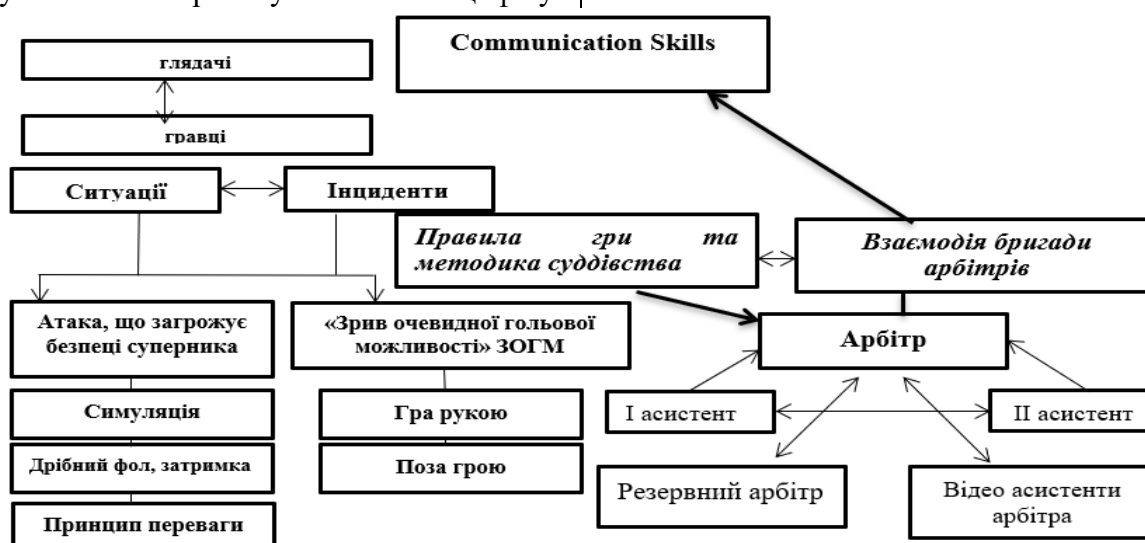 глядачі
гравці
Ситуації
Інциденти
Атака, що загрожує
безпеці суперника
Симуляція
Дрібний фол, затримка
Принцип переваги
«Зрив очевидної гольової
можливості» ЗОГМ
Гра рукою
Поза грою
Communication Skills
Правила гри та
методика суддівства
Взаємодія бригади
арбітрів
Арбітр
І асистент
ІІ асистент
Резервний арбітр
Відео асистенти
арбітра